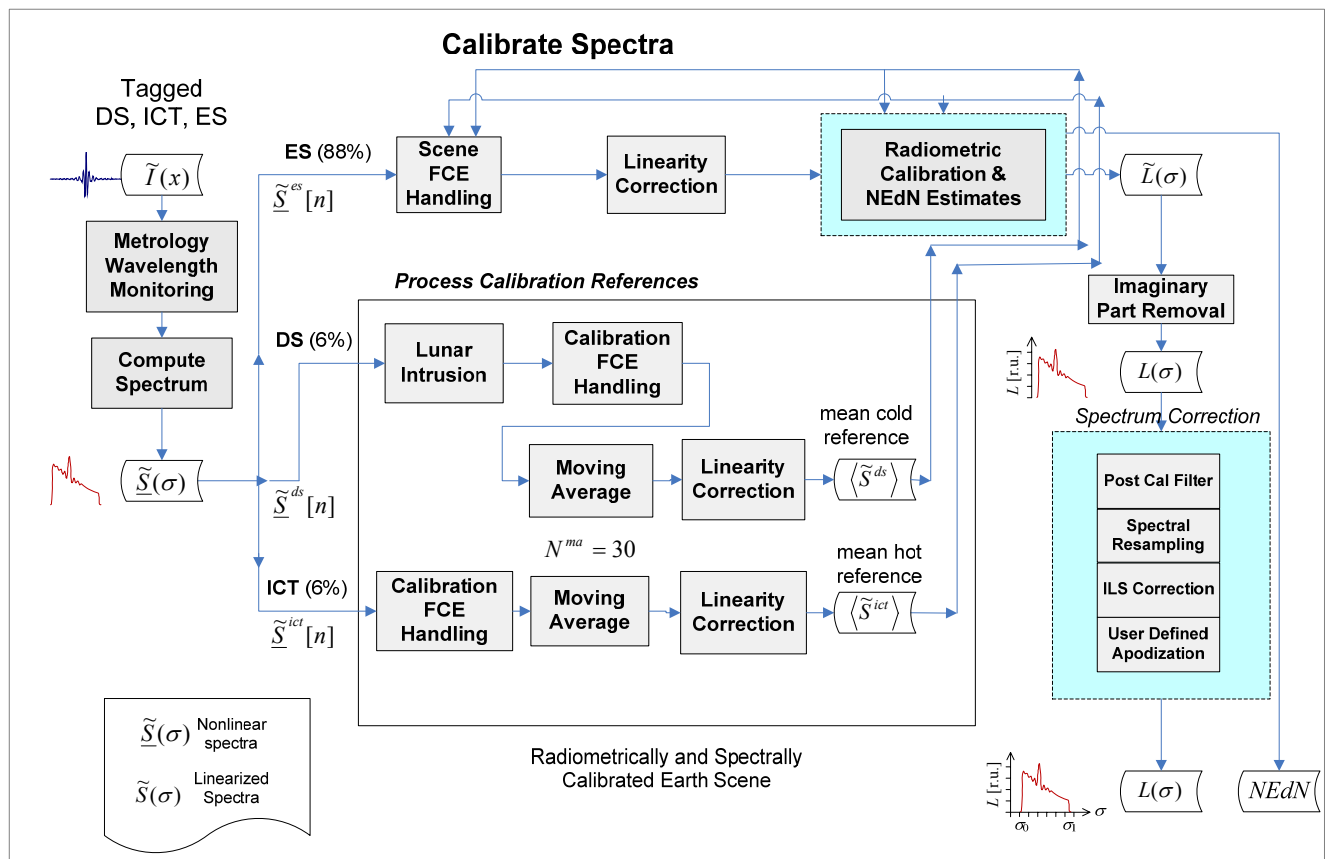 Calibrate Spectra
Tagged
DS, ICT, ES
Ĩ(x)
Metrology
Wavelength
Monitoring
Compute
Spectrum
S̲̃(σ)
ES (88%)
S̲̃^es[n]
Scene
FCE
Handling
Linearity
Correction
Radiometric
Calibration &
NEdN Estimates
L̃(σ)
Imaginary
Part Removal
L [r.u.]
L(σ)
Process Calibration References
DS (6%)
S̲̃^ds[n]
Lunar
Intrusion
Calibration
FCE
Handling
Moving
Average
Linearity
Correction
mean cold
reference
⟨S̃^ds⟩
N^ma = 30
ICT (6%)
S̲̃^ict[n]
Calibration
FCE
Handling
Moving
Average
Linearity
Correction
mean hot
reference
⟨S̃^ict⟩
Spectrum Correction
Post Cal Filter
Spectral
Resampling
ILS Correction
User Defined
Apodization
S̲̃(σ) Nonlinear
spectra
S̃(σ) Linearized
Spectra
Radiometrically and Spectrally
Calibrated Earth Scene
L [r.u.]
σ₀ σ₁ σ
L(σ)
NEdN